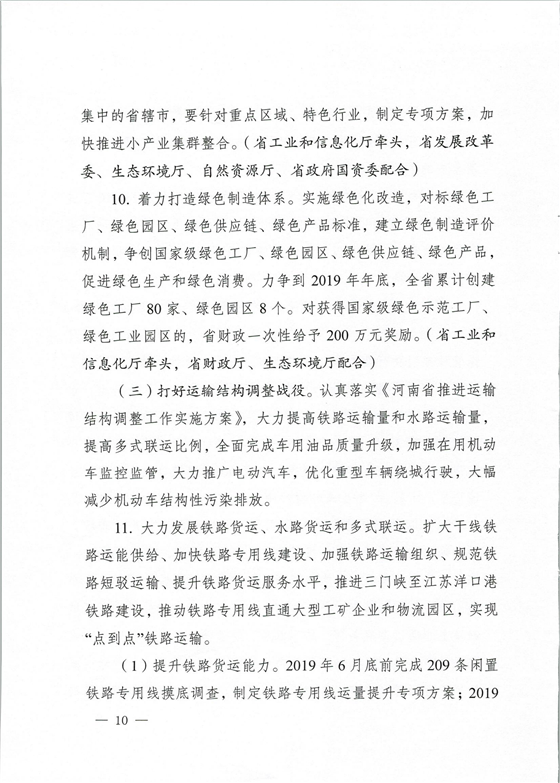 集中的省辖市，要针对重点区域、特色行业，制定专项方案，加
快推进小产业集群整合。（省工业和信息化厅牵头，省发展改革
委、生态环境厅、自然资源厅、省政府国资委配合）
10. 着力打造绿色制造体系。实施绿色化改造，对标绿色工
厂、绿色园区、绿色供应链、绿色产品标准，建立绿色制造评价
机制，争创国家级绿色工厂、绿色园区、绿色供应链、绿色产品，
促进绿色生产和绿色消费。力争到 2019 年年底，全省累计创建
绿色工厂 80 家、绿色园区 8 个。对获得国家级绿色示范工厂、
绿色工业园区的，省财政一次性给予 200 万元奖励。（省工业和
信息化厅牵头，省财政厅、生态环境厅配合）
（三）打好运输结构调整战役。认真落实《河南省推进运输
结构调整工作实施方案》，大力提高铁路运输量和水路运输量，
提高多式联运比例，全面完成车用油品质量升级，加强在用机动
车监控监管，大力推广电动汽车，优化重型车辆绕城行驶，大幅
减少机动车结构性污染排放。
11. 大力发展铁路货运、水路货运和多式联运。扩大干线铁
路运能供给、加快铁路专用线建设、加强铁路运输组织、规范铁
路短驳运输、提升铁路货运服务水平，推进三门峡至江苏洋口港
铁路建设，推动铁路专用线直通大型工矿企业和物流园区，实现
“点到点”铁路运输。
（1）提升铁路货运能力。2019 年 6 月底前完成 209 条闲置
铁路专用线摸底调查，制定铁路专用线运量提升专项方案；2019
— 10 —